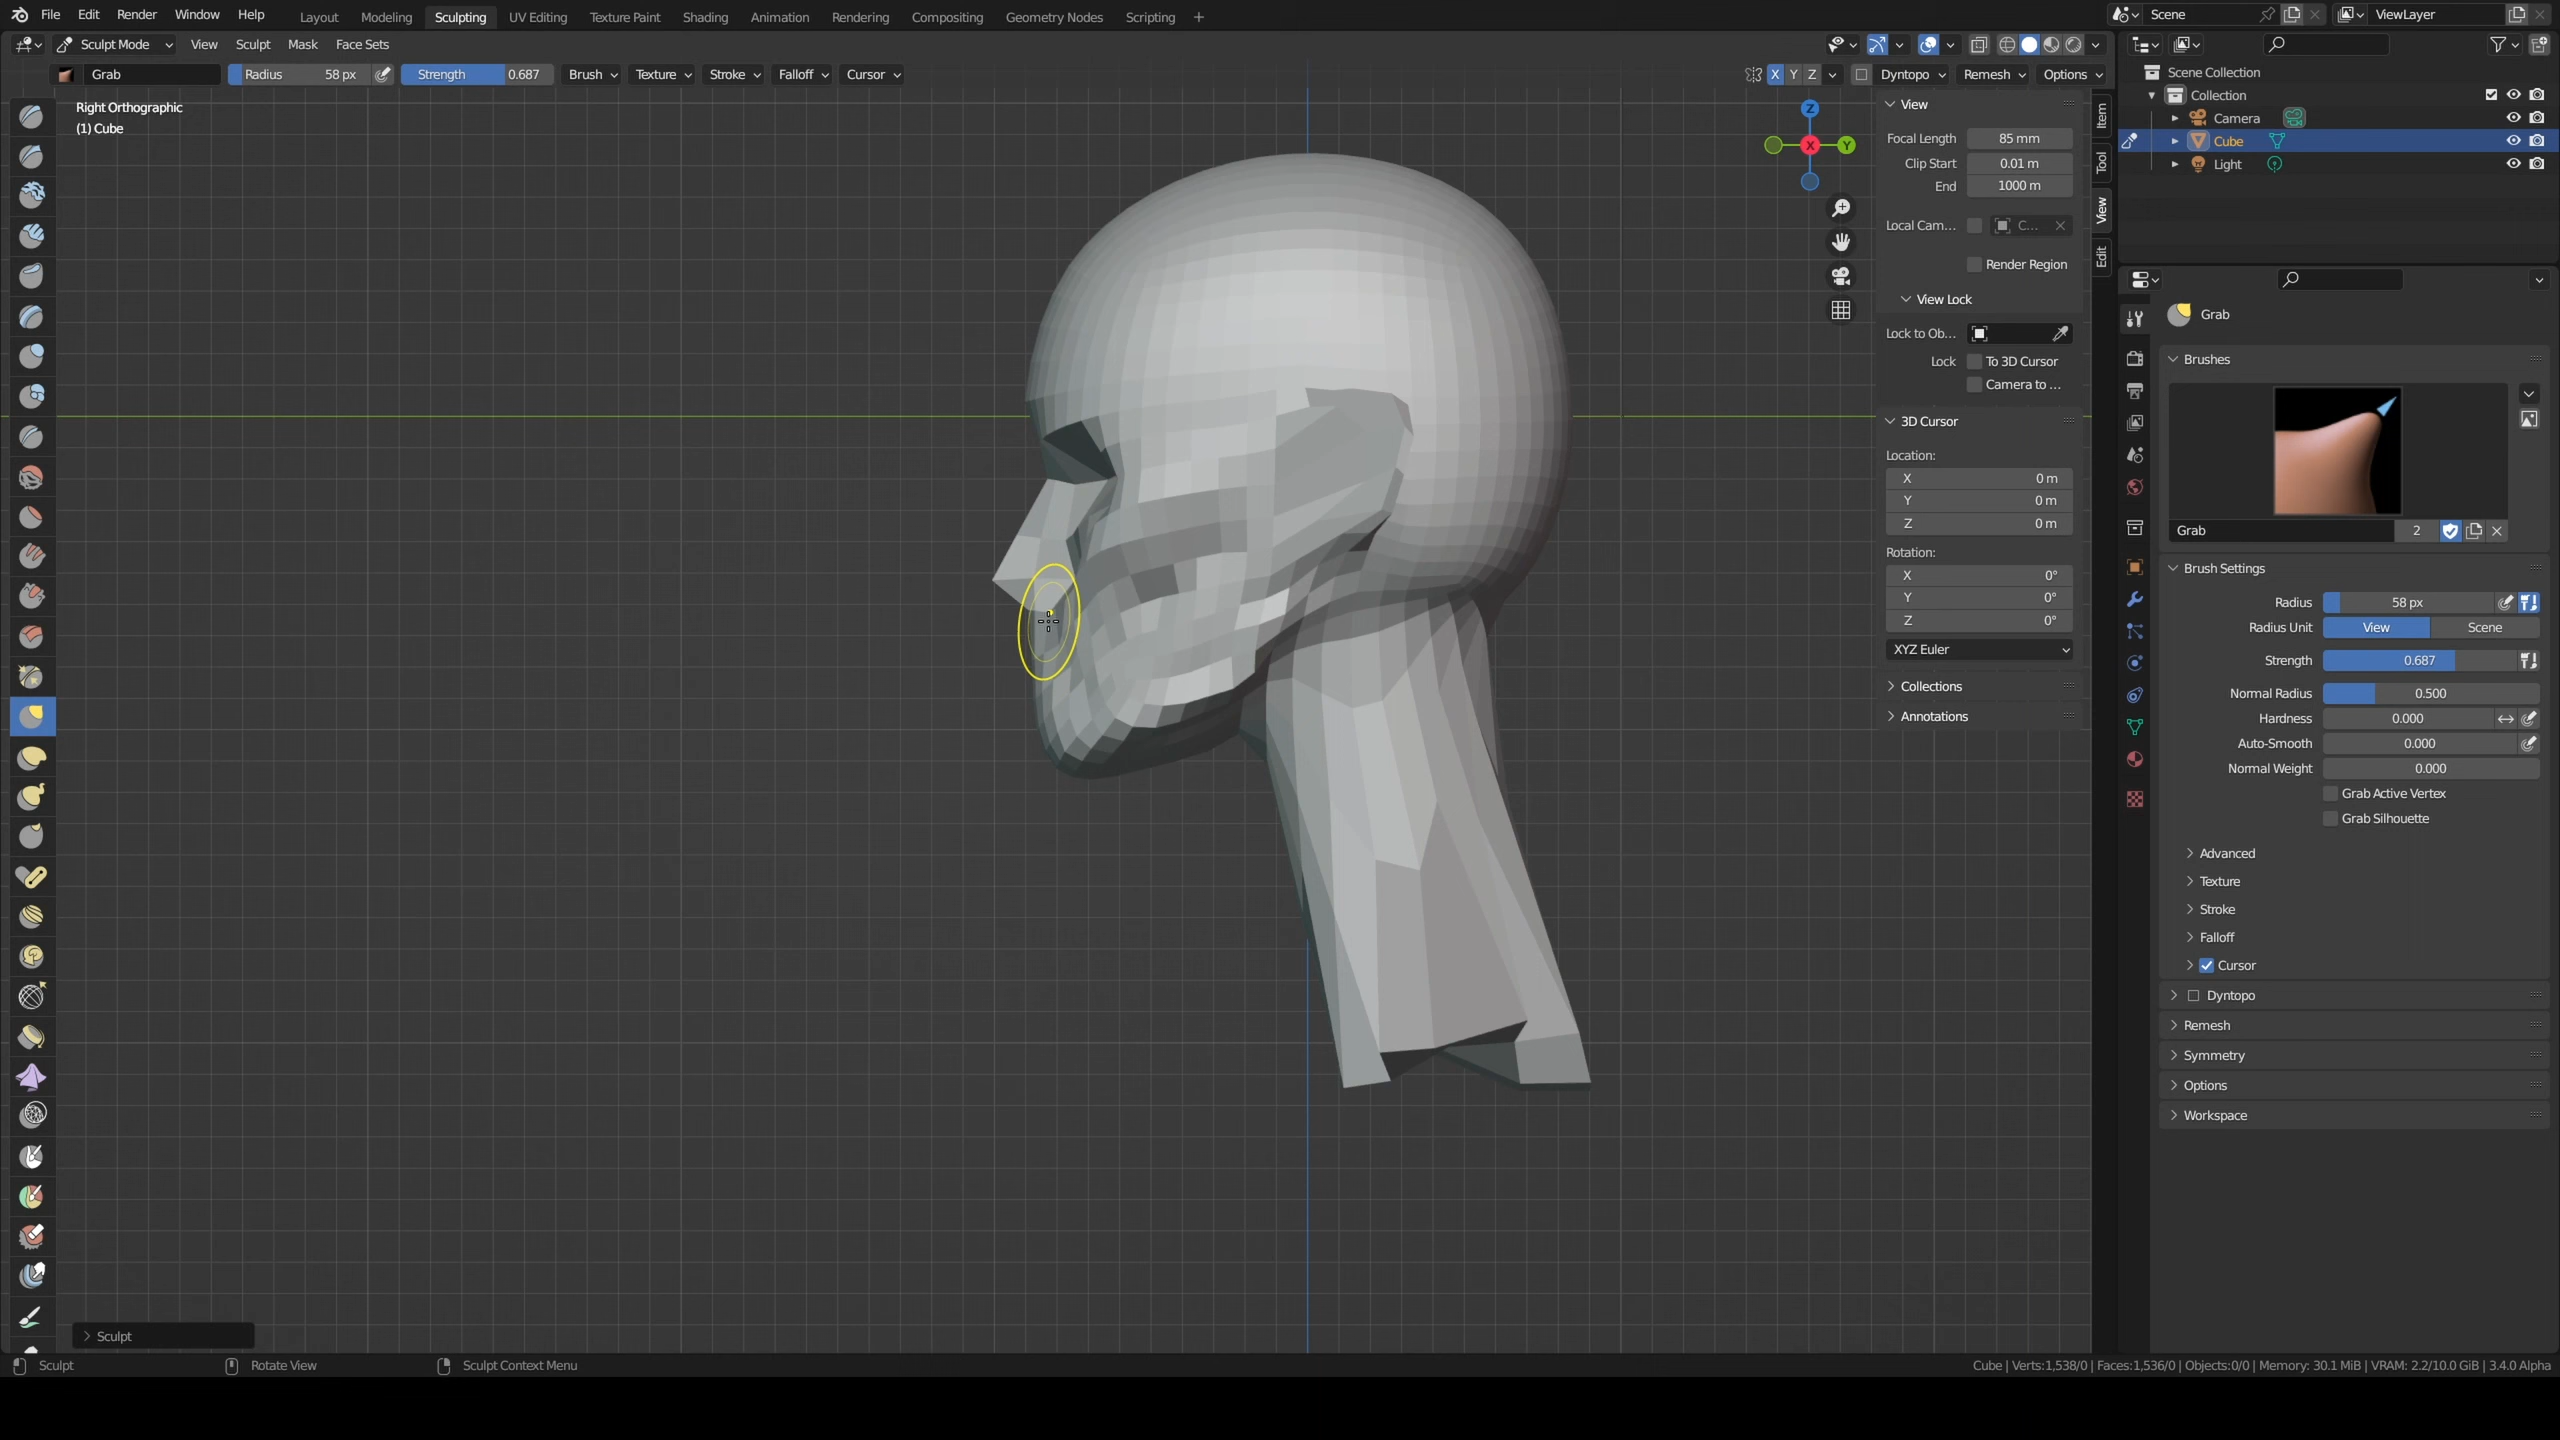 File Edit Render Window Help Layout Modeling Sculpting UV Editing Texture Paint Shading Animation Rendering Compositing Geometry Nodes Scripting + Scene ViewLayer
Sculpt Mode View Sculpt Mask Face Sets
Grab Radius 58 px Strength 0.687 Brush Texture Stroke Falloff Cursor X Y Z Dyntopo Remesh Options
Right Orthographic
(1) Cube
Z
X
Y
View
Focal Length 85 mm
Clip Start 0.01 m
End 1000 m
Local Cam... C...
Render Region
View Lock
Lock to Ob...
Lock To 3D Cursor
Camera to ...
3D Cursor
Location:
X 0 m
Y 0 m
Z 0 m
Rotation:
X 0°
Y 0°
Z 0°
XYZ Euler
Collections
Annotations
Item
Tool
View
Edit
Scene Collection
Collection
Camera
Cube
Light
Grab
Brushes
Grab 2
Brush Settings
Radius 58 px
Radius Unit View Scene
Strength 0.687
Normal Radius 0.500
Hardness 0.000
Auto-Smooth 0.000
Normal Weight 0.000
Grab Active Vertex
Grab Silhouette
Advanced
Texture
Stroke
Falloff
Cursor
Dyntopo
Remesh
Symmetry
Options
Workspace
Sculpt
Sculpt Rotate View Sculpt Context Menu Cube | Verts:1,538/0 | Faces:1,536/0 | Objects:0/0 | Memory: 30.1 MiB | VRAM: 2.2/10.0 GiB | 3.4.0 Alpha